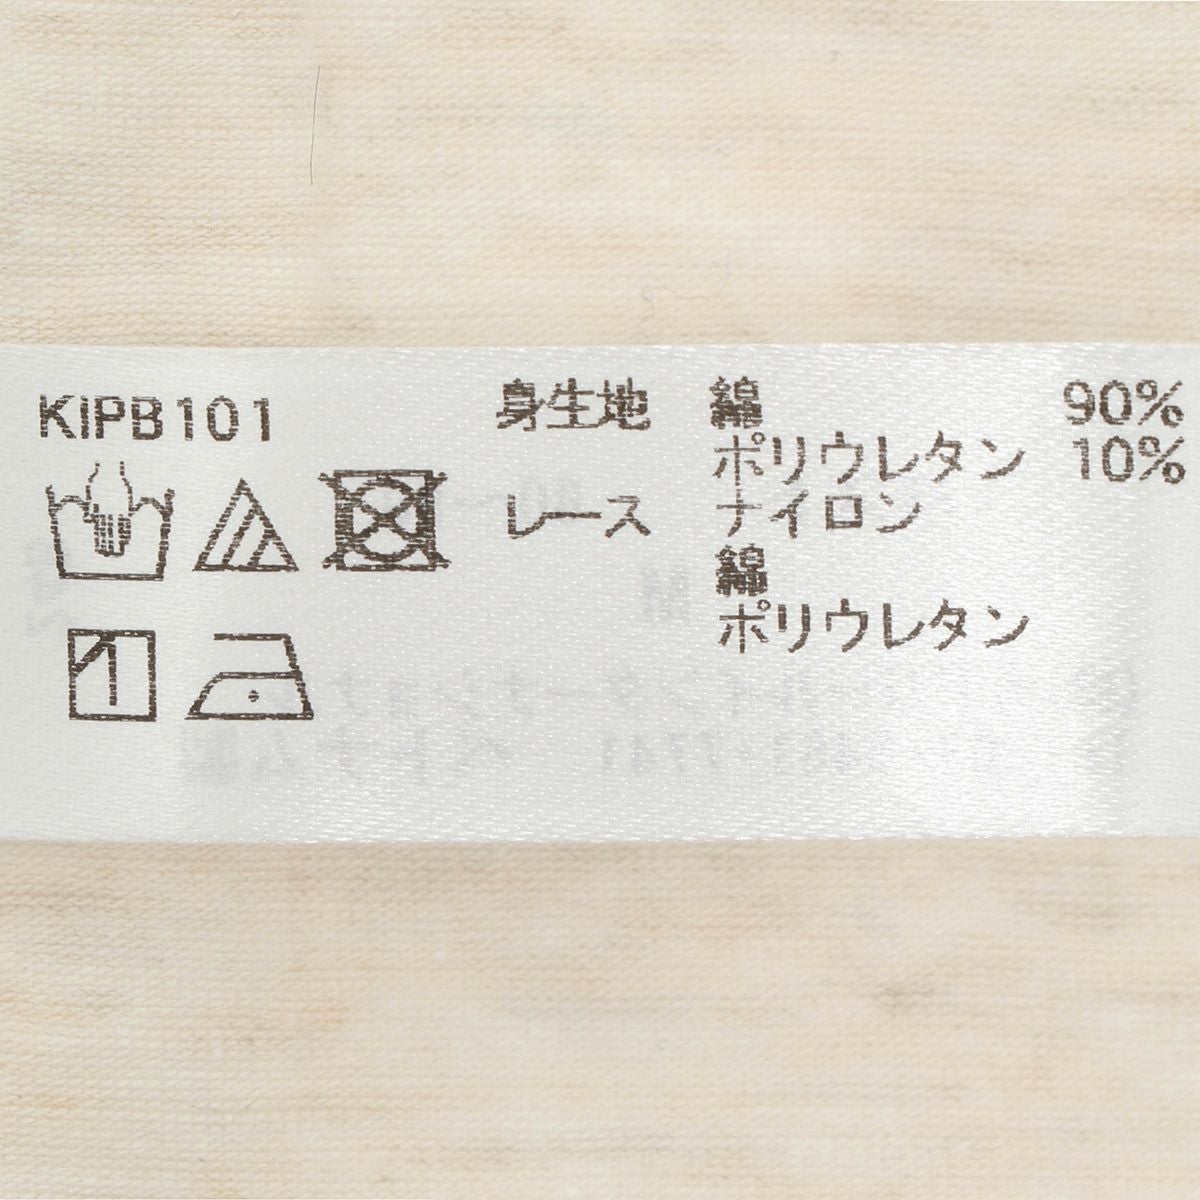 KIPB101
身生地 綿 90%
ポリウレタン 10%
レース ナイロン
綿
ポリウレタン